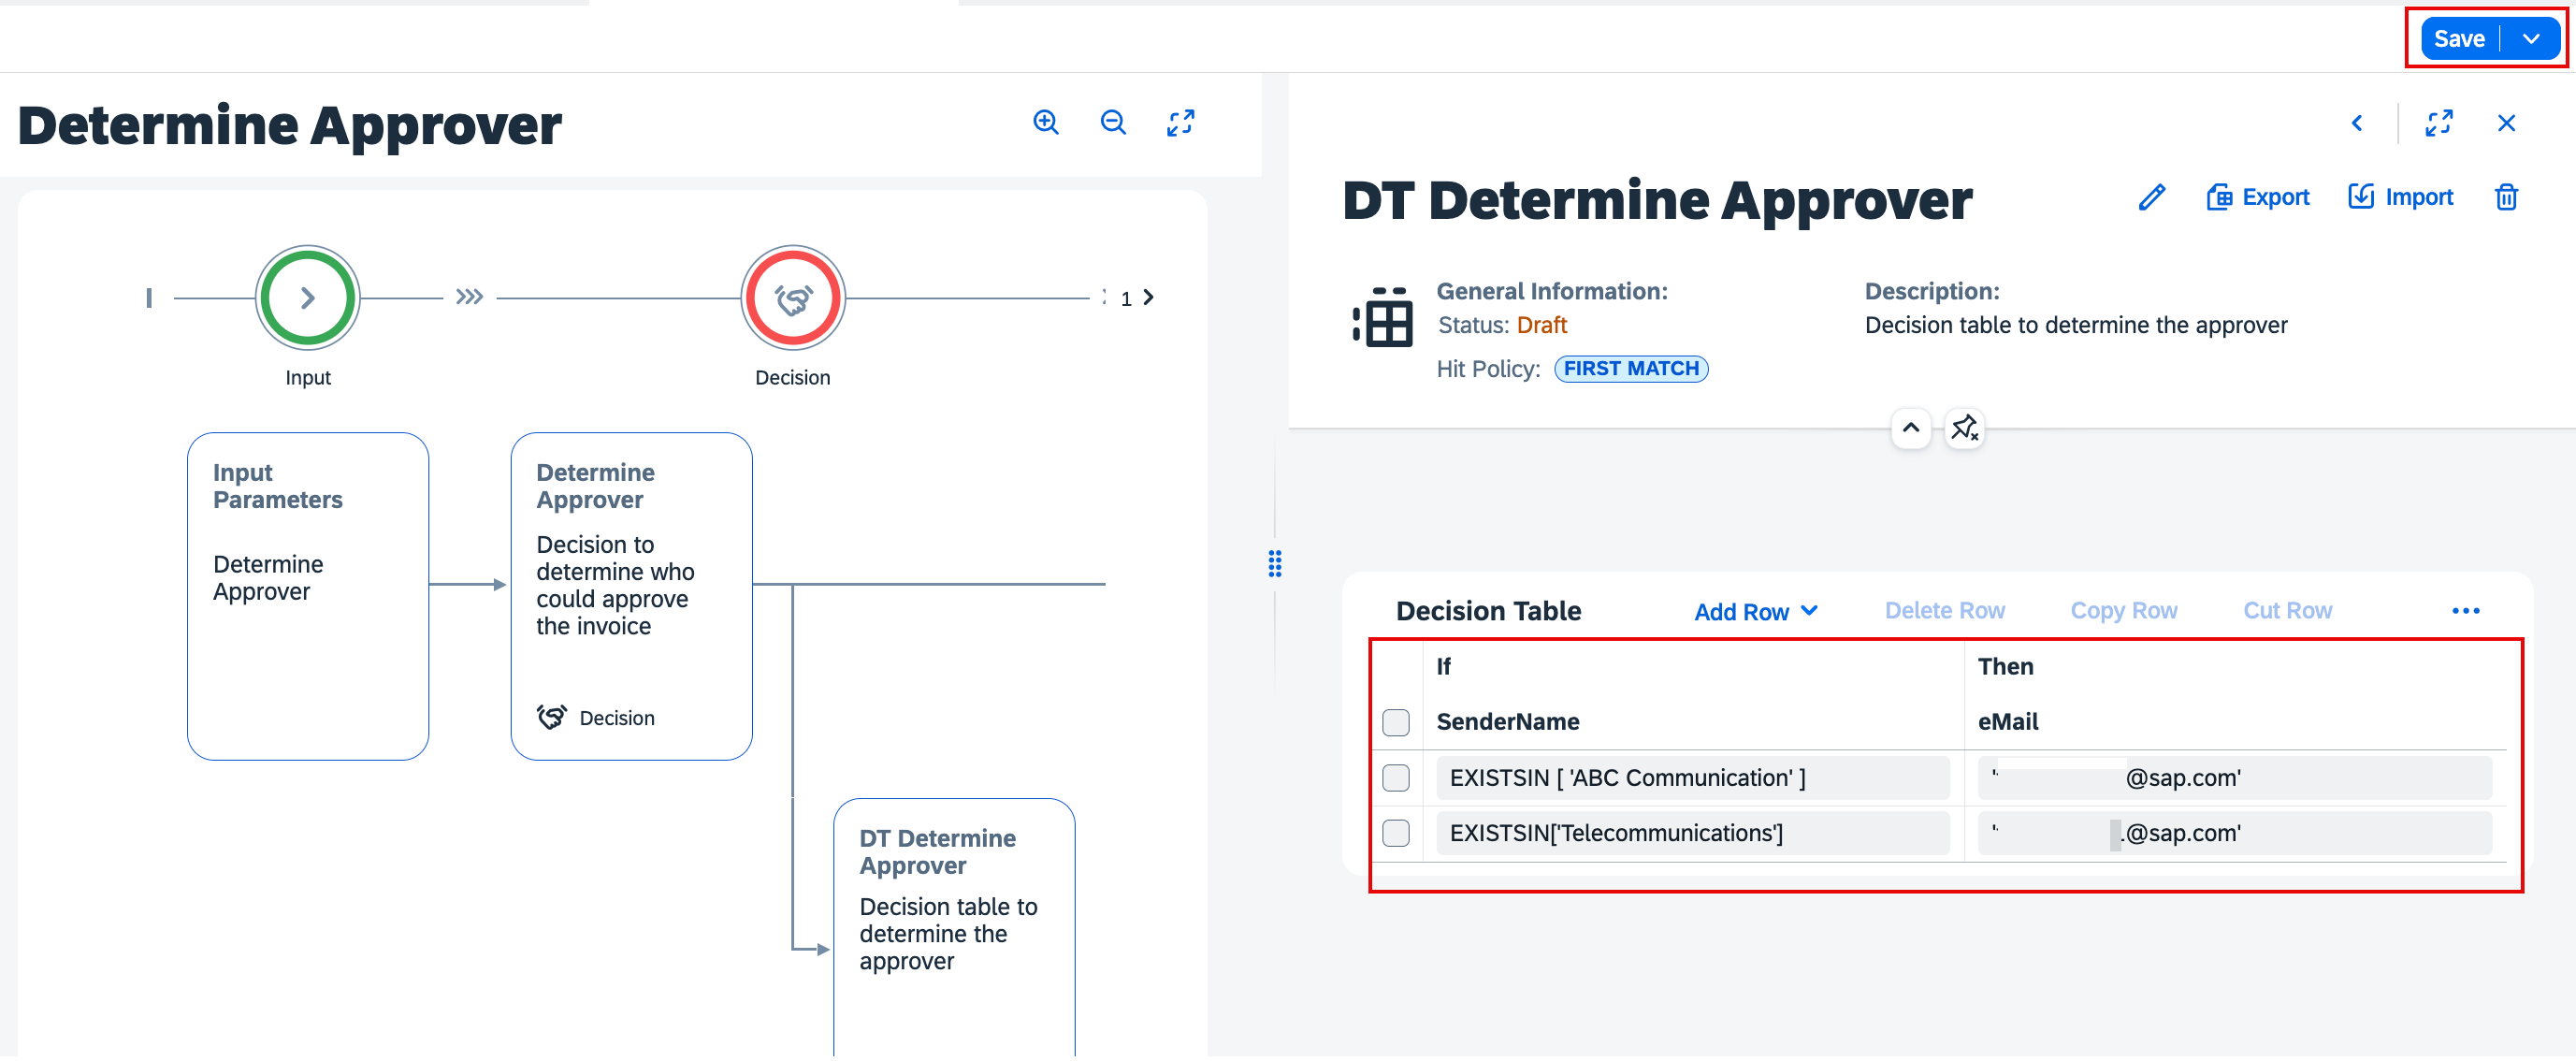 Save
Determine Approver
1
Input
Decision
Input
Parameters
Determine
Approver
Determine
Approver
Decision to
determine who
could approve
the invoice
Decision
DT Determine
Approver
Decision table to
determine the
approver
DT Determine Approver
Export
Import
General Information:
Status: Draft
Hit Policy: FIRST MATCH
Description:
Decision table to determine the approver
Decision Table
Add Row
Delete Row
Copy Row
Cut Row
If
Then
SenderName
eMail
EXISTSIN [ 'ABC Communication' ]
@sap.com'
EXISTSIN['Telecommunications']
@sap.com'